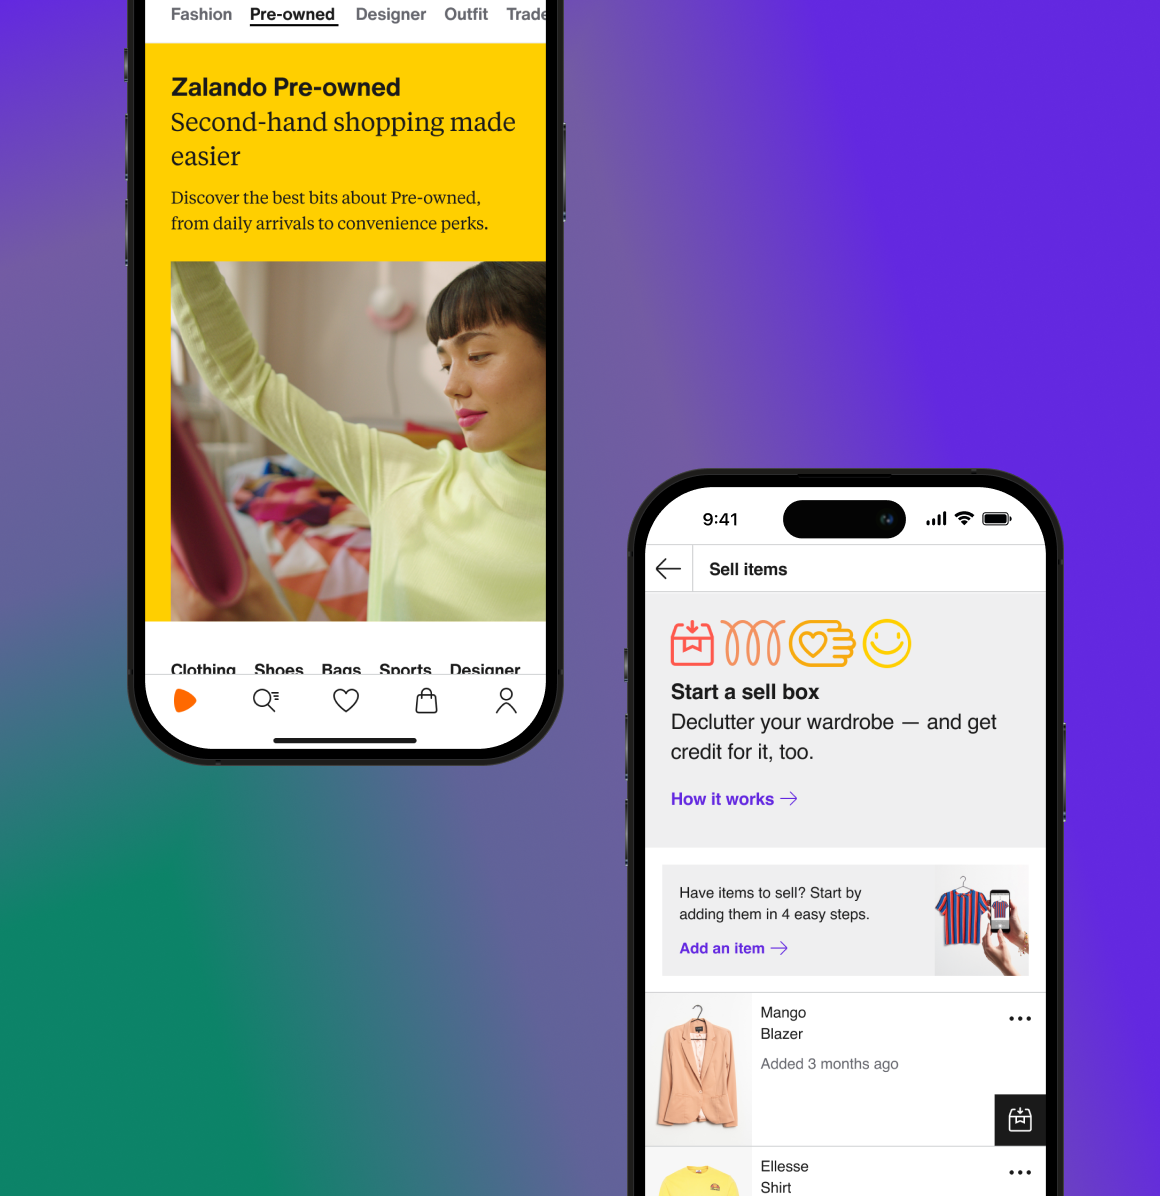 Fashion Pre-owned Designer Outfit Trade
Zalando Pre-owned
Second-hand shopping made
easier
Discover the best bits about Pre-owned,
from daily arrivals to convenience perks.
Clothing Shoes Bags Sports Designer
9:41
Sell items
Start a sell box
Declutter your wardrobe — and get
credit for it, too.
How it works →
Have items to sell? Start by
adding them in 4 easy steps.
Add an item →
Mango
Blazer
Added 3 months ago
Ellesse
Shirt